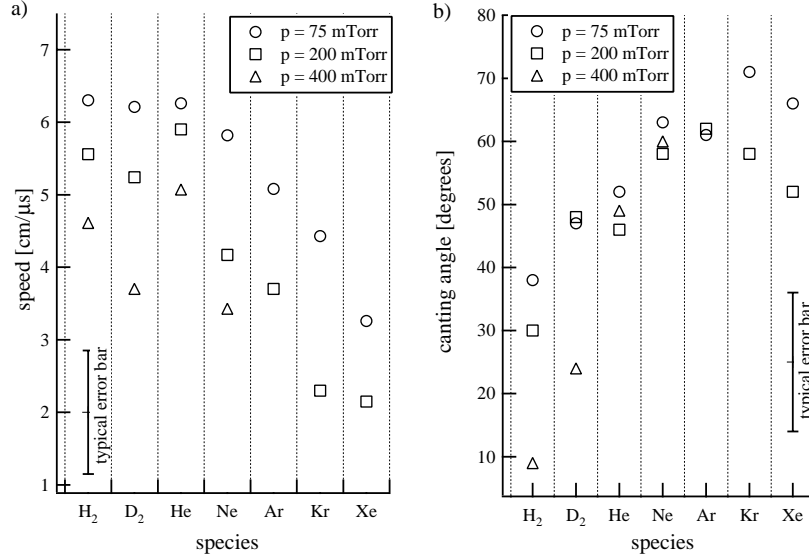 a)
7
6
5
4
3
2
1
speed [cm/μs]
p = 75 mTorr
p = 200 mTorr
p = 400 mTorr
typical error bar
H₂ D₂ He Ne Ar Kr Xe
species
b)
80
70
60
50
40
30
20
10
canting angle [degrees]
p = 75 mTorr
p = 200 mTorr
p = 400 mTorr
typical error bar
H₂ D₂ He Ne Ar Kr Xe
species